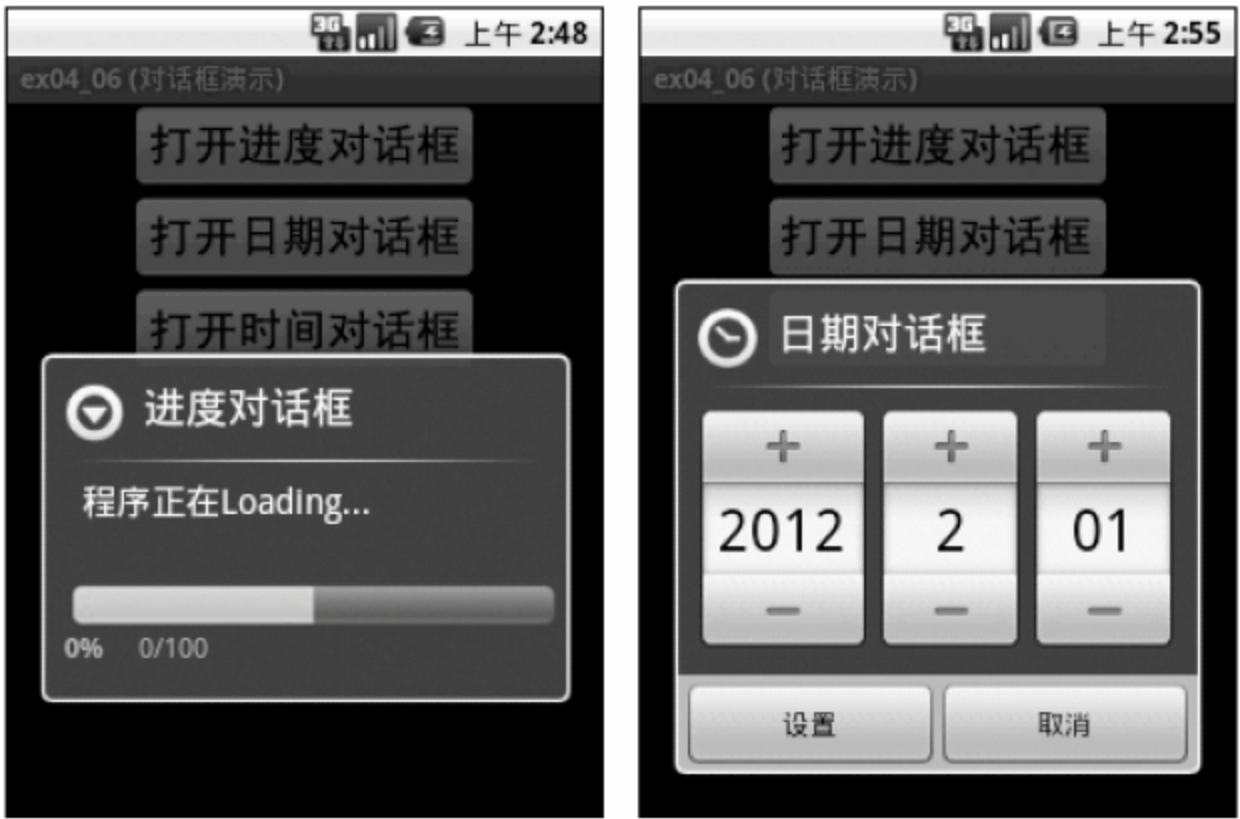 3G
上午 2:48
ex04_06 (对话框演示)
打开进度对话框
打开日期对话框
打开时间对话框
进度对话框
程序正在Loading...
0%
0/100
3G
上午 2:55
ex04_06 (对话框演示)
打开进度对话框
打开日期对话框
日期对话框
+ + +
2012 2 01
- - -
设置
取消